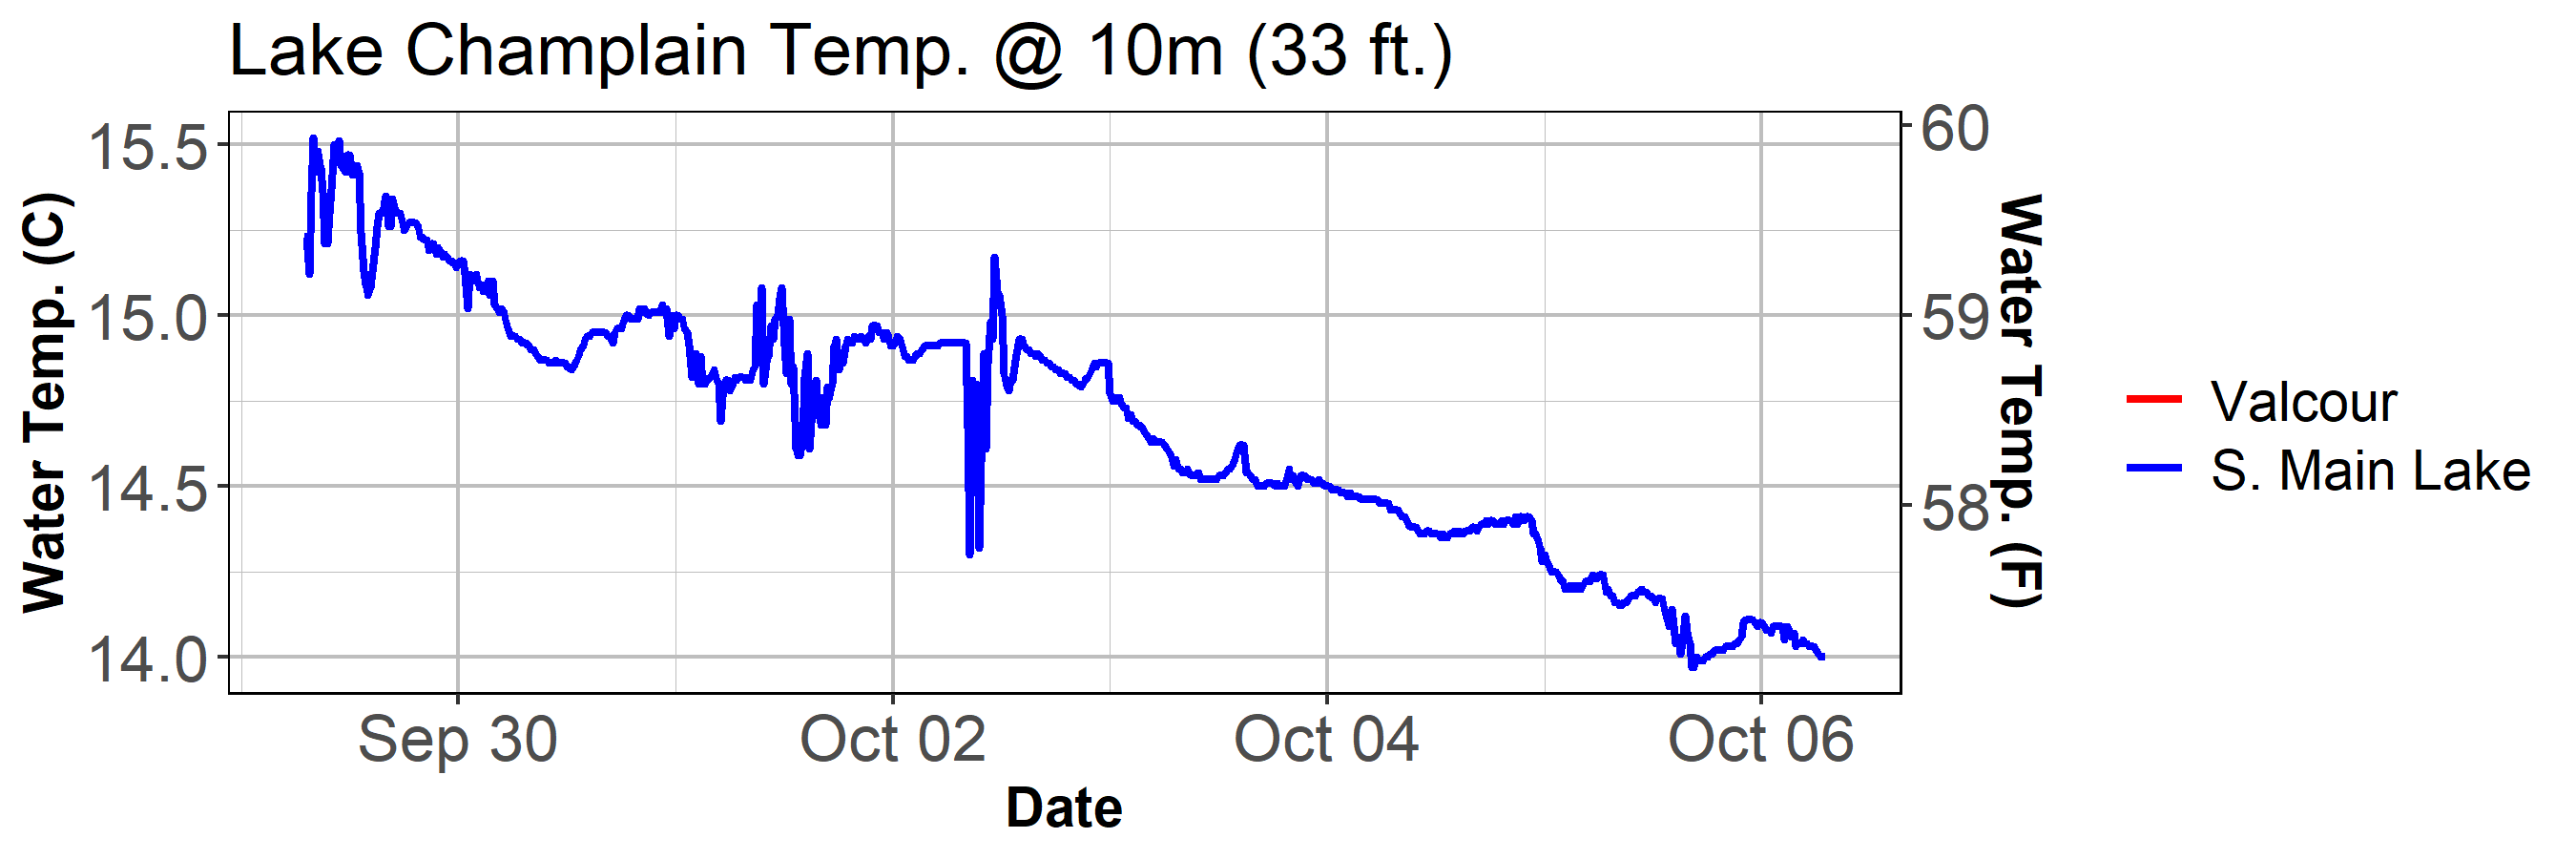 Lake Champlain Temp. @ 10m (33 ft.)
Water Temp. (C)
15.5
15.0
14.5
14.0
60
59
58
Water Temp. (F)
Sep 30
Oct 02
Oct 04
Oct 06
Date
Valcour
S. Main Lake